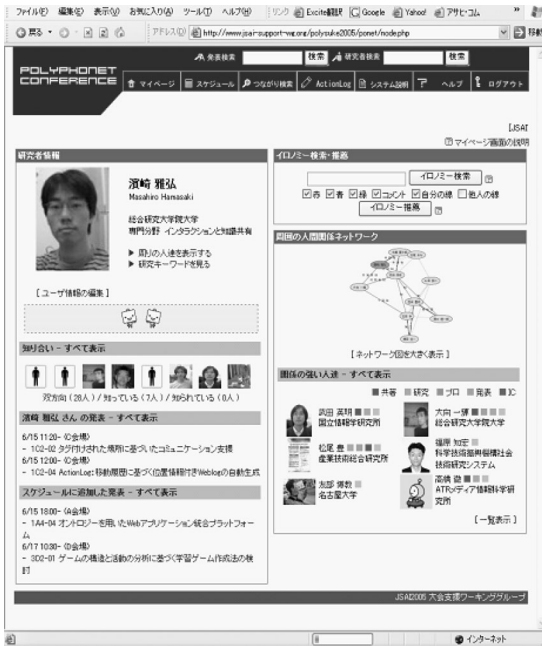 ファイル(F) 編集(E) 表示(V) お気に入り(A) ツール(T) ヘルプ(H) リンク Excite翻訳 Google Yahoo! アサヒ・コム
戻る アドレス(D) http://www.jsai-support-wg.org/polysuke2005/ponet/node.php 移動
発表検索 検索 研究者検索 検索
POLYPHONET
CONFERENCE
マイページ スケジュール つながり検索 ActionLog システム説明 ヘルプ ログアウト
[JSAI
マイページ画面の説明
研究者情報
濱崎 雅弘
Masahiro Hamasaki
総合研究大学院大学
専門分野 インタラクションと知識共有
▶ 周りの人達を表示する
▶ 研究キーワードを見る
[ ユーザ情報の編集 ]
知り合い - すべて表示
双方向 (28人) / 知っている (7人) / 知られている (0人)
濱崎 雅弘 さん の発表 - すべて表示
6/15 11:20- (C会場)
- 1C2-02 タグ付けされた場所に基づいたコミュニケーション支援
6/15 12:00- (C会場)
- 1C2-04 ActionLog: 移動履歴に基づく位置情報付きWeblogの自動生成
スケジュールに追加した発表 - すべて表示
6/15 18:00- (A会場)
- 1A4-04 オントロジーを用いたWebアプリケーション統合プラットフォー
ム
6/17 10:30- (D会場)
- 3D2-01 ゲームの構造と活動の分析に基づく学習ゲーム作成法の検
討
イロノミー検索・推薦
イロノミー検索
赤 青 緑 コメント 自分の線 他人の線
イロノミー推薦
周囲の人間関係ネットワーク
[ ネットワーク図を大きく表示 ]
関係の強い人達 - すべて表示
共著 研究 プロ 発表 IC
武田 英明
国立情報学研究所
大向 一輝
総合研究大学院大学
松尾 豊
産業技術総合研究所
福原 知宏
科学技術振興機構社会
技術研究システム
友部 博教
名古屋大学
高橋 徹
ATRメディア情報科学研
究所
[ 一覧表示 ]
JSAI2005 大会支援ワーキンググループ
インターネット